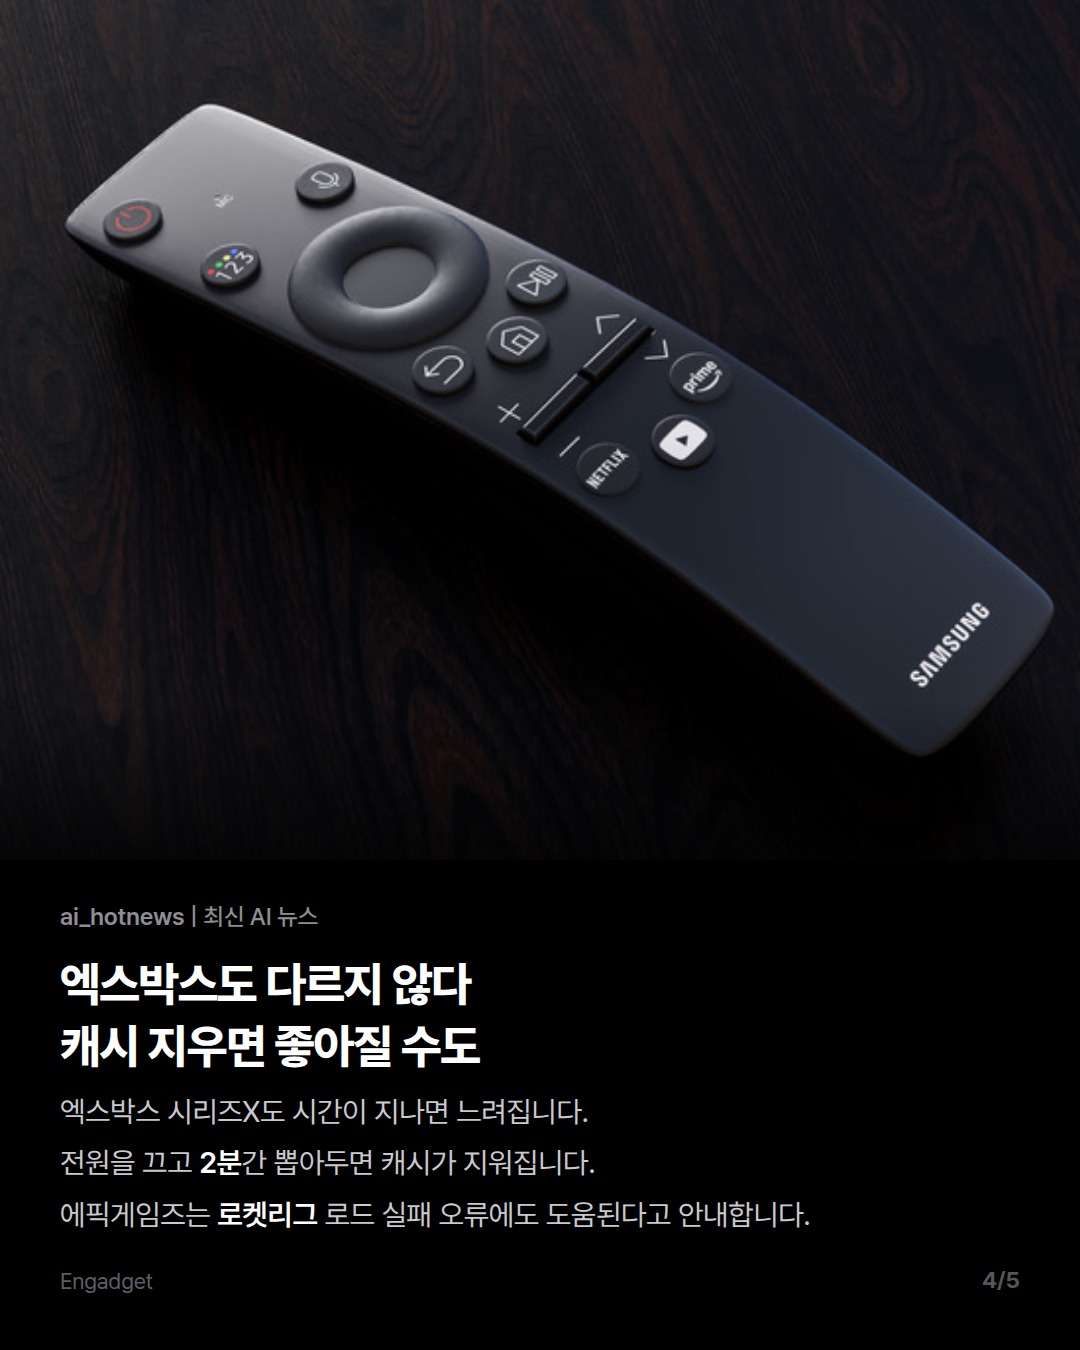 MIC
123
prime
NETFLIX
SAMSUNG
ai_hotnews | 최신 AI 뉴스
엑스박스도 다르지 않다
캐시 지우면 좋아질 수도
엑스박스 시리즈X도 시간이 지나면 느려집니다.
전원을 끄고 2분간 뽑아두면 캐시가 지워집니다.
에픽게임즈는 로켓리그 로드 실패 오류에도 도움된다고 안내합니다.
Engadget
4/5